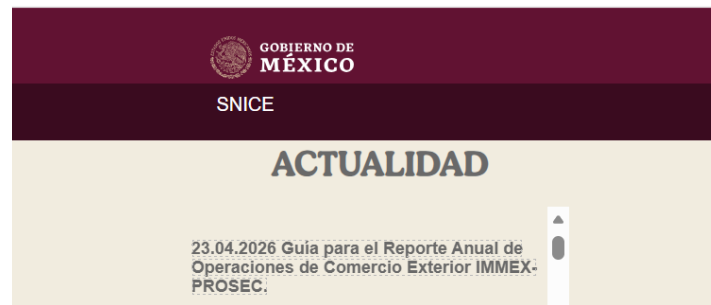 GOBIERNO DE
MÉXICO
SNICE
ACTUALIDAD
23.04.2026 Guía para el Reporte Anual de
Operaciones de Comercio Exterior IMMEX-
PROSEC.